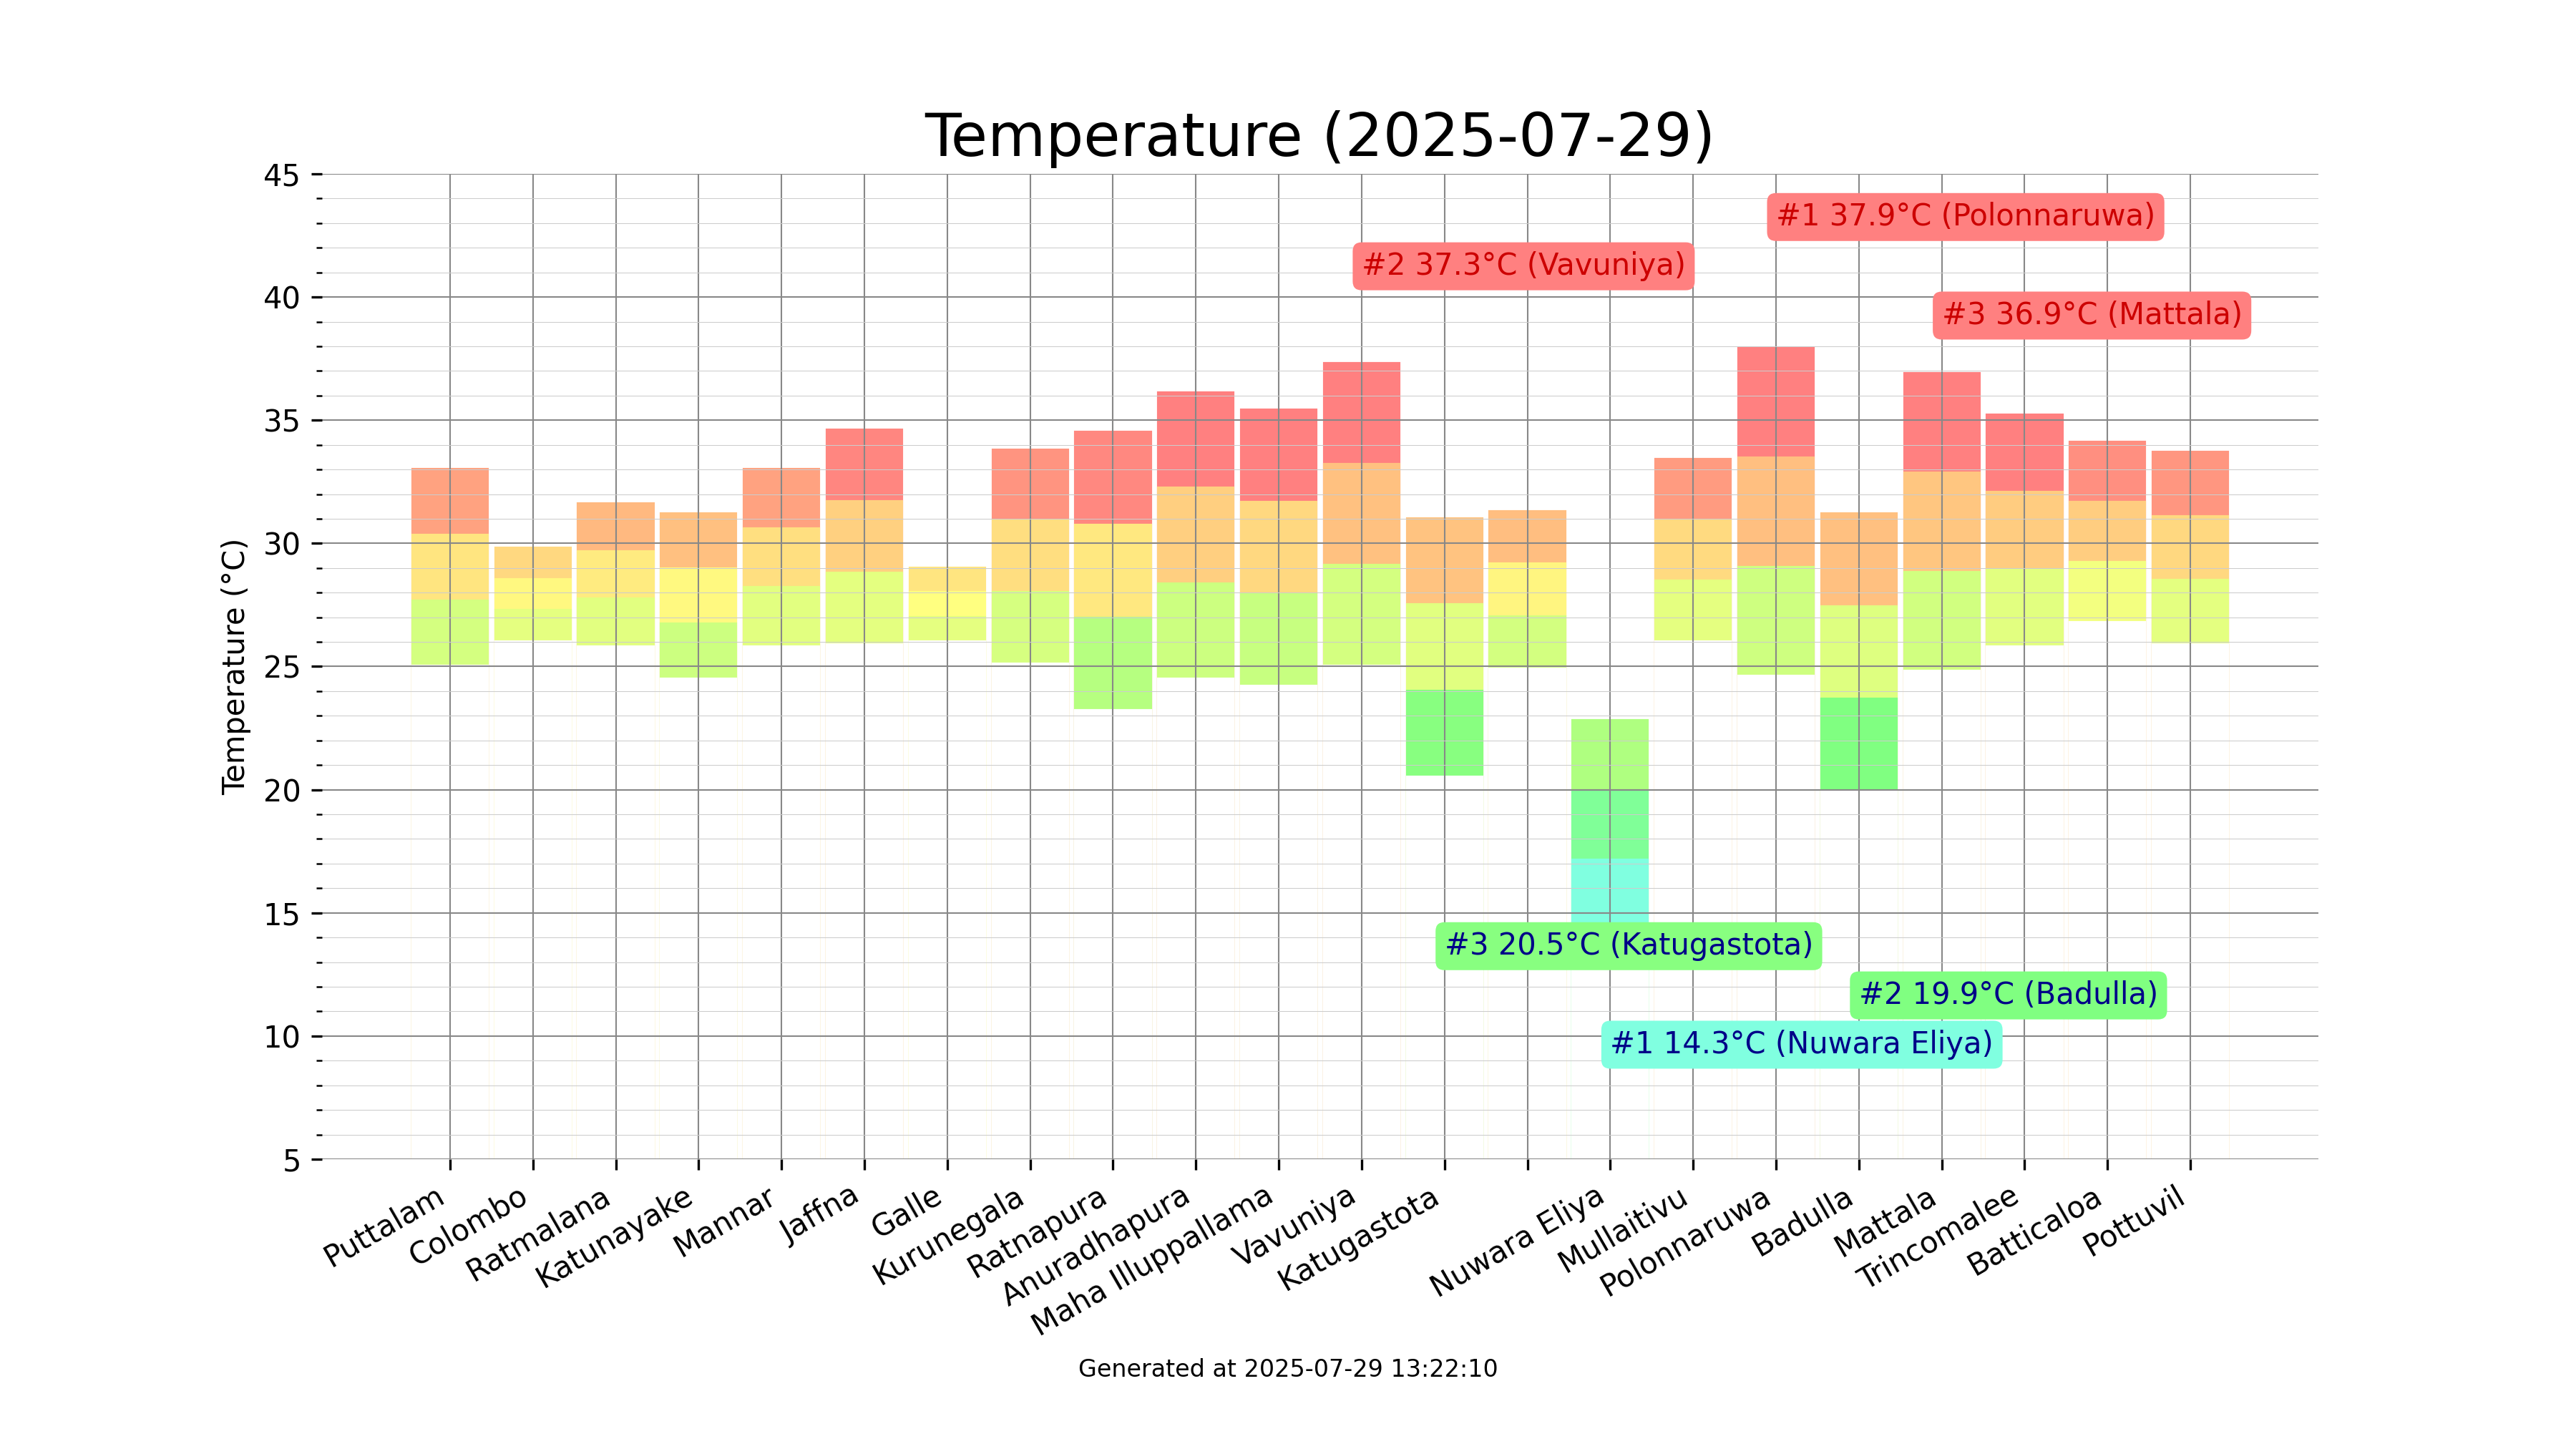 Temperature (2025-07-29)
Temperature (°C)
45
40
35
30
25
20
15
10
5
#1 37.9°C (Polonnaruwa)
#2 37.3°C (Vavuniya)
#3 36.9°C (Mattala)
#3 20.5°C (Katugastota)
#2 19.9°C (Badulla)
#1 14.3°C (Nuwara Eliya)
Puttalam
Colombo
Ratmalana
Katunayake
Mannar
Jaffna
Galle
Kurunegala
Ratnapura
Anuradhapura
Maha Illuppallama
Vavuniya
Katugastota
Nuwara Eliya
Mullaitivu
Polonnaruwa
Badulla
Mattala
Trincomalee
Batticaloa
Pottuvil
Generated at 2025-07-29 13:22:10